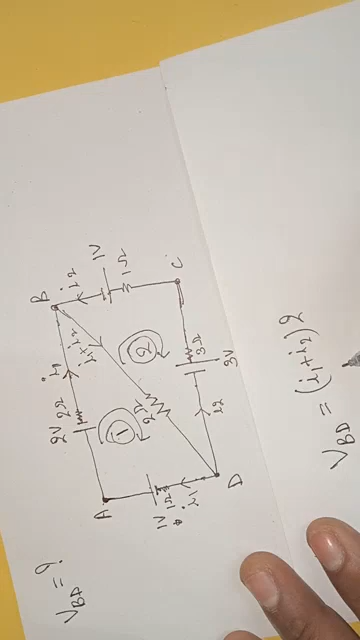 V_BD = ?
A
2V 2Ω
i1
B
i1+i2
1
2Ω
1V 1Ω
i1
D
i2
1V
1Ω
C
2
3Ω
3V
i2
V_BD = (i1+i2) 2